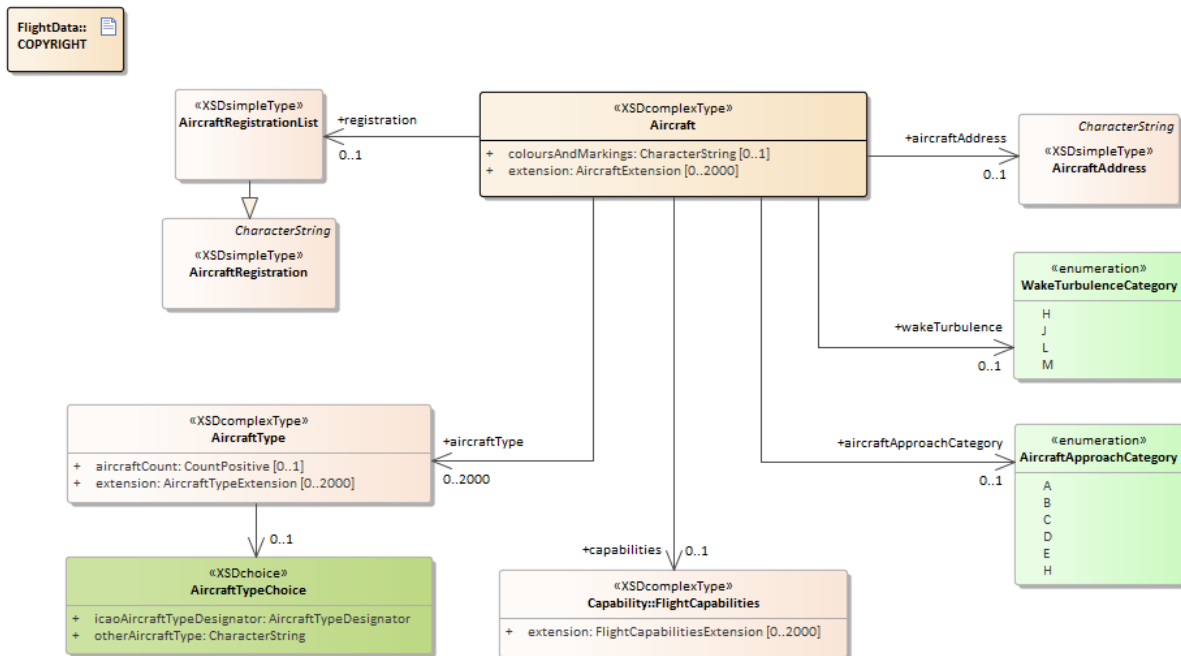 FlightData::
COPYRIGHT
«XSDsimpleType»
AircraftRegistrationList
+registration
0..1
«XSDcomplexType»
Aircraft
+ coloursAndMarkings: CharacterString [0..1]
+ extension: AircraftExtension [0..2000]
+aircraftAddress
0..1
CharacterString
«XSDsimpleType»
AircraftAddress
CharacterString
«XSDsimpleType»
AircraftRegistration
+wakeTurbulence
0..1
«enumeration»
WakeTurbulenceCategory
H
J
L
M
«XSDcomplexType»
AircraftType
+ aircraftCount: CountPositive [0..1]
+ extension: AircraftTypeExtension [0..2000]
+aircraftType
0..2000
+aircraftApproachCategory
0..1
«enumeration»
AircraftApproachCategory
A
B
C
D
E
H
0..1
«XSDchoice»
AircraftTypeChoice
+ icaoAircraftTypeDesignator: AircraftTypeDesignator
+ otherAircraftType: CharacterString
+capabilities
0..1
«XSDcomplexType»
Capability::FlightCapabilities
+ extension: FlightCapabilitiesExtension [0..2000]